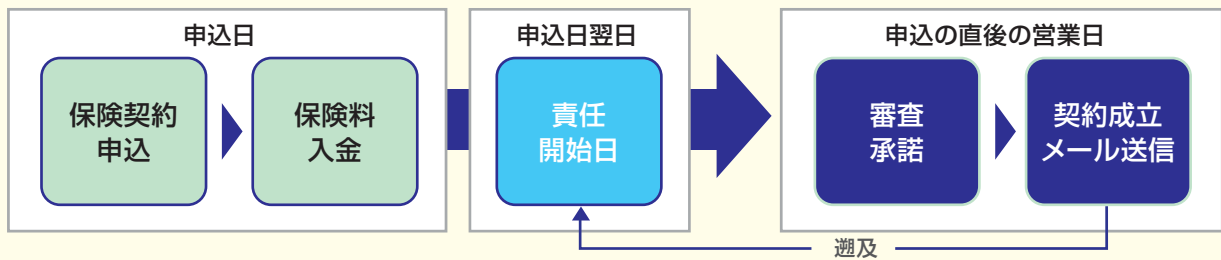 申込日
保険契約
申込
保険料
入金
申込日翌日
責任
開始日
申込の直後の営業日
審査
承諾
契約成立
メール送信
遡及